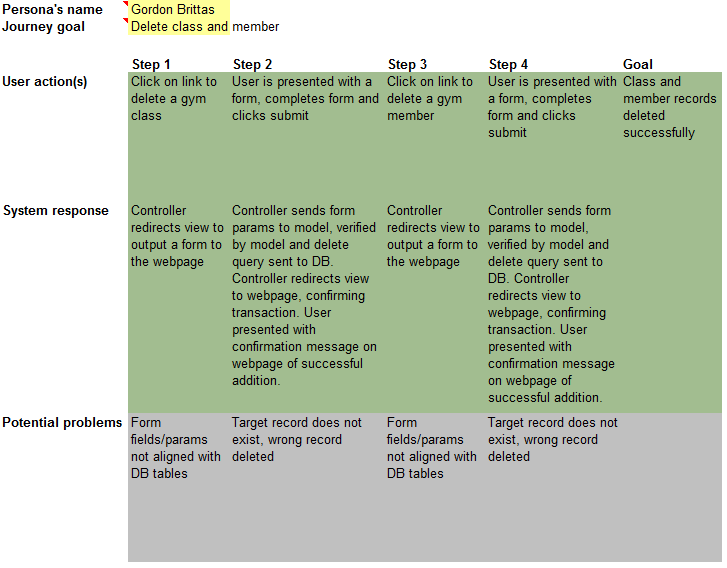 Persona's name Gordon Brittas
Journey goal Delete class and member
Step 1 Step 2 Step 3 Step 4 Goal
User action(s)
Click on link to
delete a gym
class
User is presented with a
form, completes form and
clicks submit
Click on link to
delete a gym
member
User is presented with
a form, completes
form and clicks
submit
Class and
member records
deleted
successfully
System response
Controller
redirects view to
output a form to
the webpage
Controller sends form
params to model, verified
by model and delete
query sent to DB.
Controller redirects view
to webpage, confirming
transaction. User
presented with
confirmation message on
webpage of successful
addition.
Controller
redirects view to
output a form to
the webpage
Controller sends form
params to model,
verified by model and
delete query sent to
DB. Controller
redirects view to
webpage, confirming
transaction. User
presented with
confirmation message
on webpage of
successful addition.
Potential problems
Form
fields/params
not aligned with
DB tables
Target record does not
exist, wrong record
deleted
Form
fields/params
not aligned with
DB tables
Target record does not
exist, wrong record
deleted